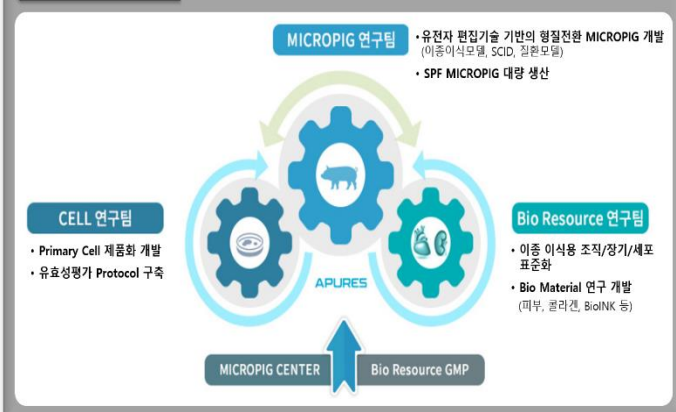 MICROPIG 연구팀
• 유전자 편집기술 기반의 형질전환 MICROPIG 개발
(이종이식모델, SCID, 질환모델)
• SPF MICROPIG 대량 생산
CELL 연구팀
• Primary Cell 제품화 개발
• 유효성평가 Protocol 구축
Bio Resource 연구팀
• 이종 이식용 조직/장기/세포
표준화
• Bio Material 연구 개발
(피부, 콜라겐, BioINK 등)
APURES
MICROPIG CENTER
Bio Resource GMP